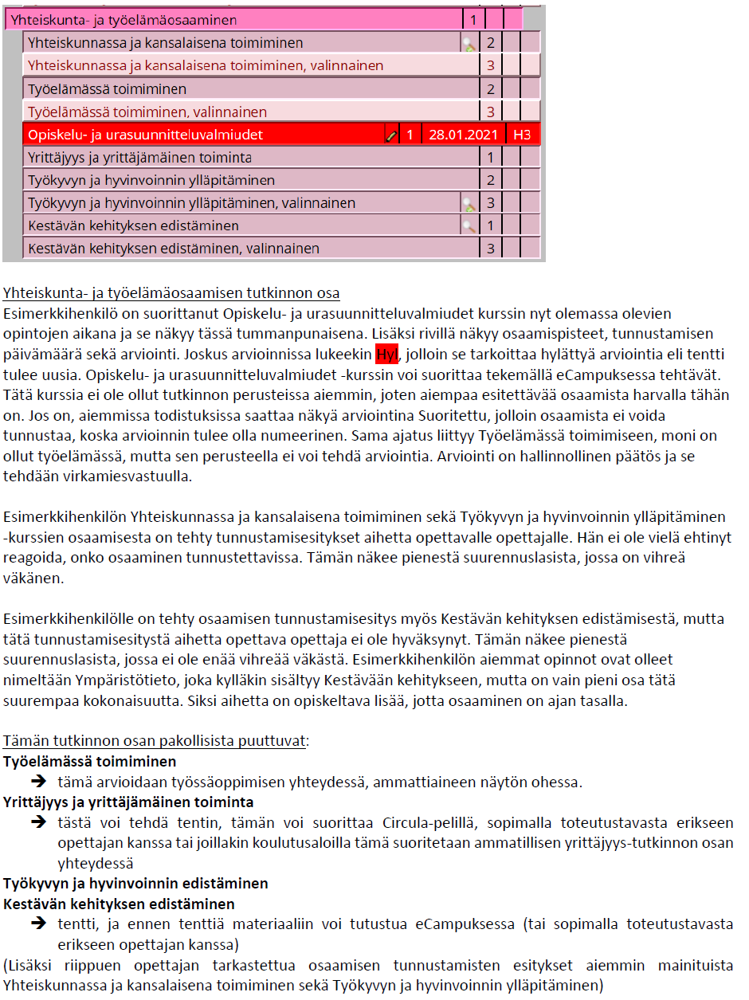 Yhteiskunta- ja työelämäosaaminen 1
Yhteiskunnassa ja kansalaisena toimiminen 2
Yhteiskunnassa ja kansalaisena toimiminen, valinnainen 3
Työelämässä toimiminen 2
Työelämässä toimiminen, valinnainen 3
Opiskelu- ja urasuunnitteluvalmiudet 1 28.01.2021 H3
Yrittäjyys ja yrittäjämäinen toiminta 1
Työkyvyn ja hyvinvoinnin ylläpitäminen 2
Työkyvyn ja hyvinvoinnin ylläpitäminen, valinnainen 3
Kestävän kehityksen edistäminen 1
Kestävän kehityksen edistäminen, valinnainen 3
Yhteiskunta- ja työelämäosaamisen tutkinnon osa
Esimerkkihenkilö on suorittanut Opiskelu- ja urasuunnitteluvalmiudet kurssin nyt olemassa olevien
opintojen aikana ja se näkyy tässä tummanpunaisena. Lisäksi rivillä näkyy osaamispisteet, tunnustamisen
päivämäärä sekä arviointi. Joskus arvioinnissa lukeekin Hyl, jolloin se tarkoittaa hylättyä arviointia eli tentti
tulee uusia. Opiskelu- ja urasuunnitteluvalmiudet -kurssin voi suorittaa tekemällä eCampuksessa tehtävät.
Tätä kurssia ei ole ollut tutkinnon perusteissa aiemmin, joten aiempaa esitettävää osaamista harvalla tähän
on. Jos on, aiemmissa todistuksissa saattaa näkyä arviointina Suoritettu, jolloin osaamista ei voida
tunnustaa, koska arvioinnin tulee olla numeerinen. Sama ajatus liittyy Työelämässä toimimiseen, moni on
ollut työelämässä, mutta sen perusteella ei voi tehdä arviointia. Arviointi on hallinnollinen päätös ja se
tehdään virkamiesvastuulla.
Esimerkkihenkilön Yhteiskunnassa ja kansalaisena toimiminen sekä Työkyvyn ja hyvinvoinnin ylläpitäminen
-kurssien osaamisesta on tehty tunnustamisesitykset aihetta opettavalle opettajalle. Hän ei ole vielä ehtinyt
reagoida, onko osaaminen tunnustettavissa. Tämän näkee pienestä suurennuslasista, jossa on vihreä
väkänen.
Esimerkkihenkilölle on tehty osaamisen tunnustamisesitys myös Kestävän kehityksen edistämisestä, mutta
tätä tunnustamisesitystä aihetta opettava opettaja ei ole hyväksynyt. Tämän näkee pienestä
suurennuslasista, jossa ei ole enää vihreää väkästä. Esimerkkihenkilön aiemmat opinnot ovat olleet
nimeltään Ympäristötieto, joka kylläkin sisältyy Kestävään kehitykseen, mutta on vain pieni osa tätä
suurempaa kokonaisuutta. Siksi aihetta on opiskeltava lisää, jotta osaaminen on ajan tasalla.
Tämän tutkinnon osan pakollisista puuttuvat:
Työelämässä toimiminen
➔ tämä arvioidaan työssäoppimisen yhteydessä, ammattiaineen näytön ohessa.
Yrittäjyys ja yrittäjämäinen toiminta
➔ tästä voi tehdä tentin, tämän voi suorittaa Circula-pelillä, sopimalla toteutustavasta erikseen
opettajan kanssa tai joillakin koulutusaloilla tämä suoritetaan ammatillisen yrittäjyys-tutkinnon osan
yhteydessä
Työkyvyn ja hyvinvoinnin edistäminen
Kestävän kehityksen edistäminen
➔ tentti, ja ennen tenttiä materiaaliin voi tutustua eCampuksessa (tai sopimalla toteutustavasta
erikseen opettajan kanssa)
(Lisäksi riippuen opettajan tarkastettua osaamisen tunnustamisten esitykset aiemmin mainituista
Yhteiskunnassa ja kansalaisena toimiminen sekä Työkyvyn ja hyvinvoinnin ylläpitäminen)